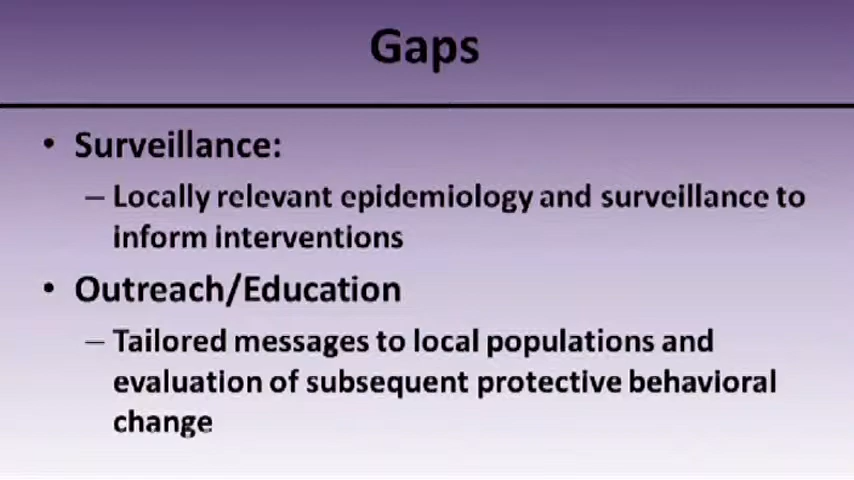 Gaps
• Surveillance:
– Locally relevant epidemiology and surveillance to
inform interventions
• Outreach/Education
– Tailored messages to local populations and
evaluation of subsequent protective behavioral
change